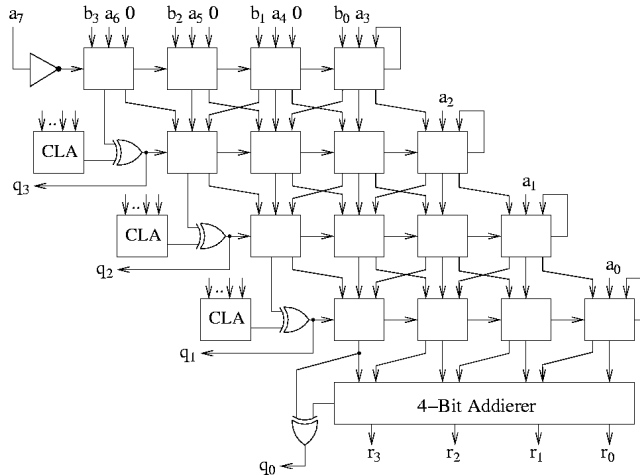 a7 b3 a6 0 b2 a5 0 b1 a4 0 b0 a3
a2
CLA
q3
a1
CLA
q2
a0
CLA
q1
4-Bit Addierer
q0 r3 r2 r1 r0